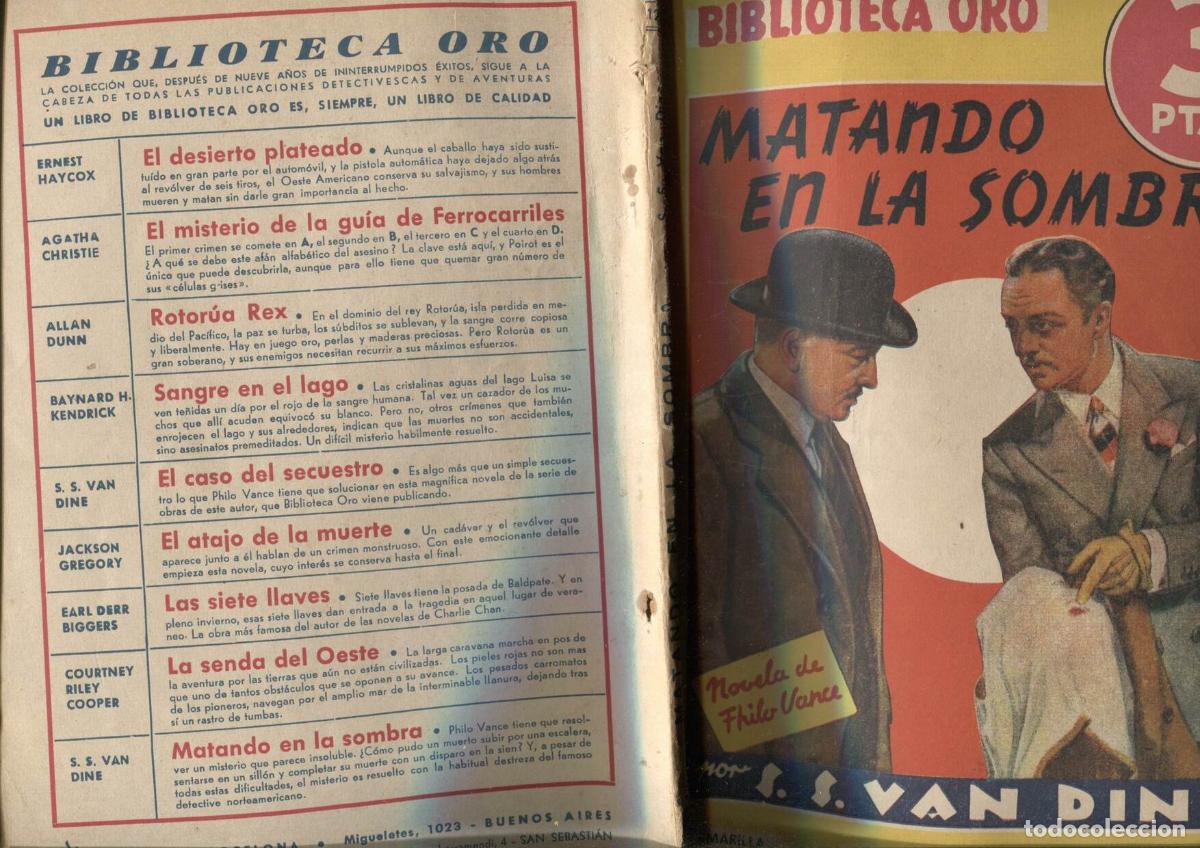 BIBLIOTECA ORO
LA COLECCIÓN QUE, DESPUÉS DE NUEVE AÑOS DE ININTERRUMPIDOS ÉXITOS, SIGUE A LA
CABEZA DE TODAS LAS PUBLICACIONES DETECTIVESCAS Y DE AVENTURAS
UN LIBRO DE BIBLIOTECA ORO ES, SIEMPRE, UN LIBRO DE CALIDAD
ERNEST
HAYCOX
El desierto plateado • Aunque el caballo haya sido susti-
tuído en gran parte por el automóvil, y la pistola automática haya dejado algo atrás
al revólver de seis tiros, el Oeste Americano conserva su salvajismo, y sus hombres
mueren y matan sin darle gran importancia al hecho.
AGATHA
CHRISTIE
El misterio de la guía de Ferrocarriles
El primer crimen se comete en A, el segundo en B, el tercero en C y el cuarto en D.
¿A qué se debe este afán alfabético del asesino? La clave está aquí, y Poirot es el
único que puede descubrirla, aunque para ello tiene que quemar gran número de
sus «células g·ises».
ALLAN
DUNN
Rotorúa Rex • En el dominio del rey Rotorúa, isla perdida en me-
dio del Pacífico, la paz se turba, los súbditos se sublevan, y la sangre corre copiosa
y liberalmente. Hay en juego oro, perlas y maderas preciosas. Pero Rotorúa es un
gran soberano, y sus enemigos necesitan recurrir a sus máximos esfuerzos.
BAYNARD H.
KENDRICK
Sangre en el lago • Las cristalinas aguas del lago Luisa se
ven teñidas un día por el rojo de la sangre humana. Tal vez un cazador de los mu-
chos que allí acuden equivocó su blanco. Pero no, otros crímenes que también
enrojecen el lago y sus alrededores, indican que las muertes no son accidentales,
sino asesinatos premeditados. Un difícil misterio habilmente resuelto.
S. S. VAN
DINE
El caso del secuestro • Es algo más que un simple secues-
tro lo que Philo Vance tiene que solucionar en esta magnífica novela de la serie de
obras de este autor, que Biblioteca Oro viene publicando.
JACKSON
GREGORY
El atajo de la muerte • Un cadáver y el revólver que
aparece junto a él hablan de un crimen monstruoso. Con este emocionante detalle
empieza esta novela, cuyo interés se conserva hasta el final.
EARL DERR
BIGGERS
Las siete llaves • Siete llaves tiene la posada de Baldpate. Y en
pleno invierno, esas siete llaves dan entrada a la tragedia en aquel lugar de vera-
neo. La obra más famosa del autor de las novelas de Charlie Chan.
COURTNEY
RILEY
COOPER
La senda del Oeste • La larga caravana marcha en pos de
la aventura por las tierras que aún no están civilizadas. Los pieles rojas no son mas
que uno de tantos obstáculos que se oponen a su avance. Los pesados carromatos
de los pioneros, navegan por el amplio mar de la interminable llanura, dejando tras
sí un rastro de tumbas.
S. S. VAN
DINE
Matando en la sombra • Philo Vance tiene que resol-
ver un misterio que parece insoluble. ¿Cómo pudo un muerto subir por una escalera,
sentarse en un sillón y completar su muerte con un disparo en la sien? Y, a pesar de
todas estas dificultades, el misterio es resuelto con la habitual destreza del famoso
detective norteamericano.
Migueletes, 1023 - BUENOS AIRES
4 - SAN SEBASTIÁN
MATANDO EN LA SOMBRA
BIBLIOTECA ORO
3
PT
MATANDO
EN LA SOMBR
Novela de
Philo Vance
por S. S. VAN DIN
AMARILLA
todocoleccion